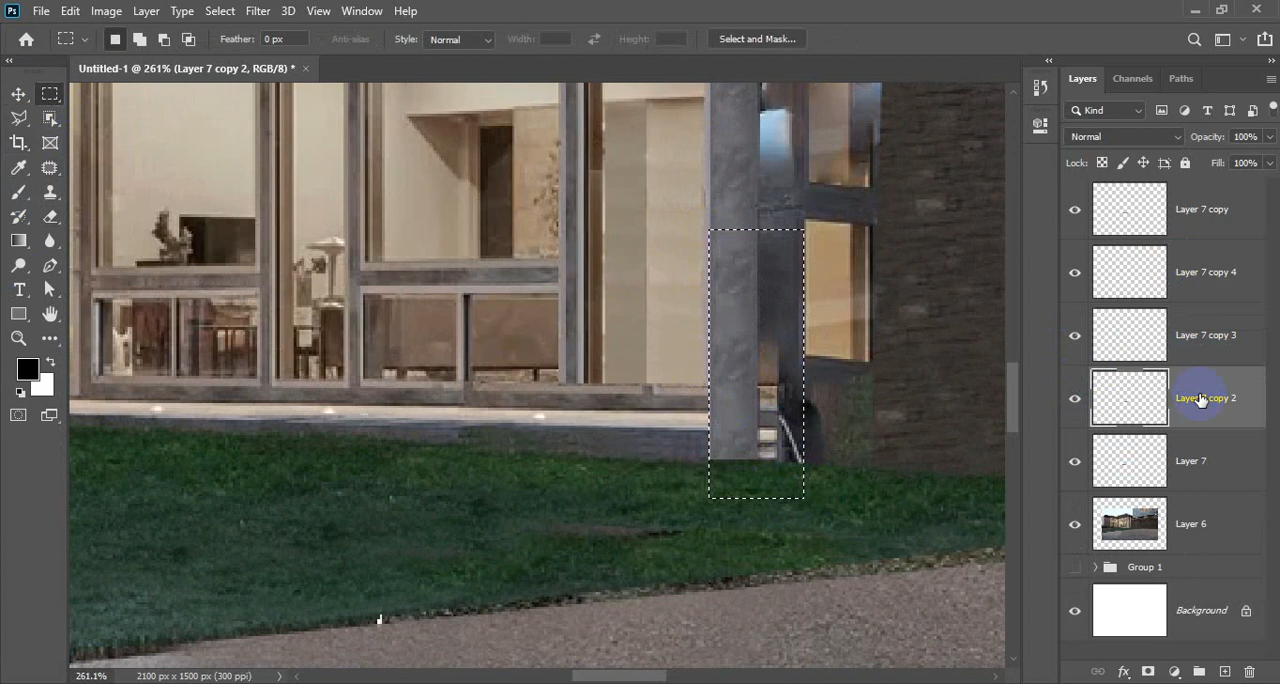 Ps File Edit Image Layer Type Select Filter 3D View Window Help
Feather: 0 px Anti-alias Style: Normal Width: Height: Select and Mask...
Untitled-1 @ 261% (Layer 7 copy 2, RGB/8) * ×
Layers Channels Paths
Kind
Normal Opacity: 100%
Lock: Fill: 100%
Layer 7 copy
Layer 7 copy 4
Layer 7 copy 3
Layer 7 copy 2
Layer 7
Layer 6
Group 1
Background
261.1% 2100 px x 1500 px (300 ppi)